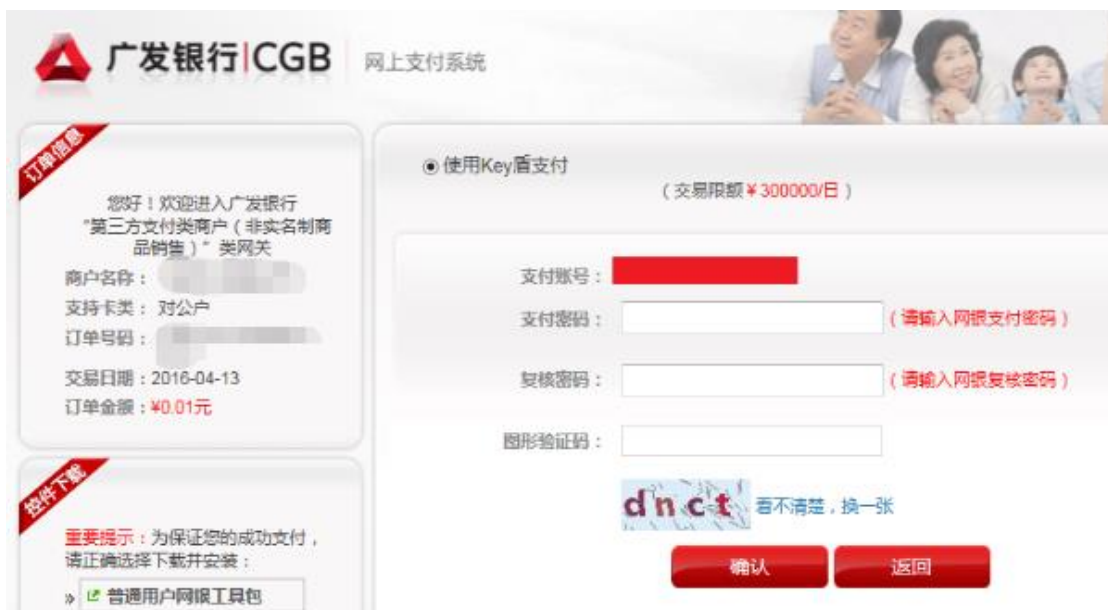 广发银行|CGB 网上支付系统
订单信息
您好！欢迎进入广发银行
“第三方支付类商户（非实名制商
品销售）”类网关
商户名称：
支持卡类： 对公户
订单号码：
交易日期：2016-04-13
订单金额：¥0.01元
控件下载
重要提示：为保证您的成功支付，
请正确选择下载并安装：
» 普通用户网银工具包
使用Key盾支付
（交易限额￥300000/日）
支付账号：
支付密码： （请输入网银支付密码）
复核密码： （请输入网银复核密码）
图形验证码：
dnct 看不清楚，换一张
确认 返回